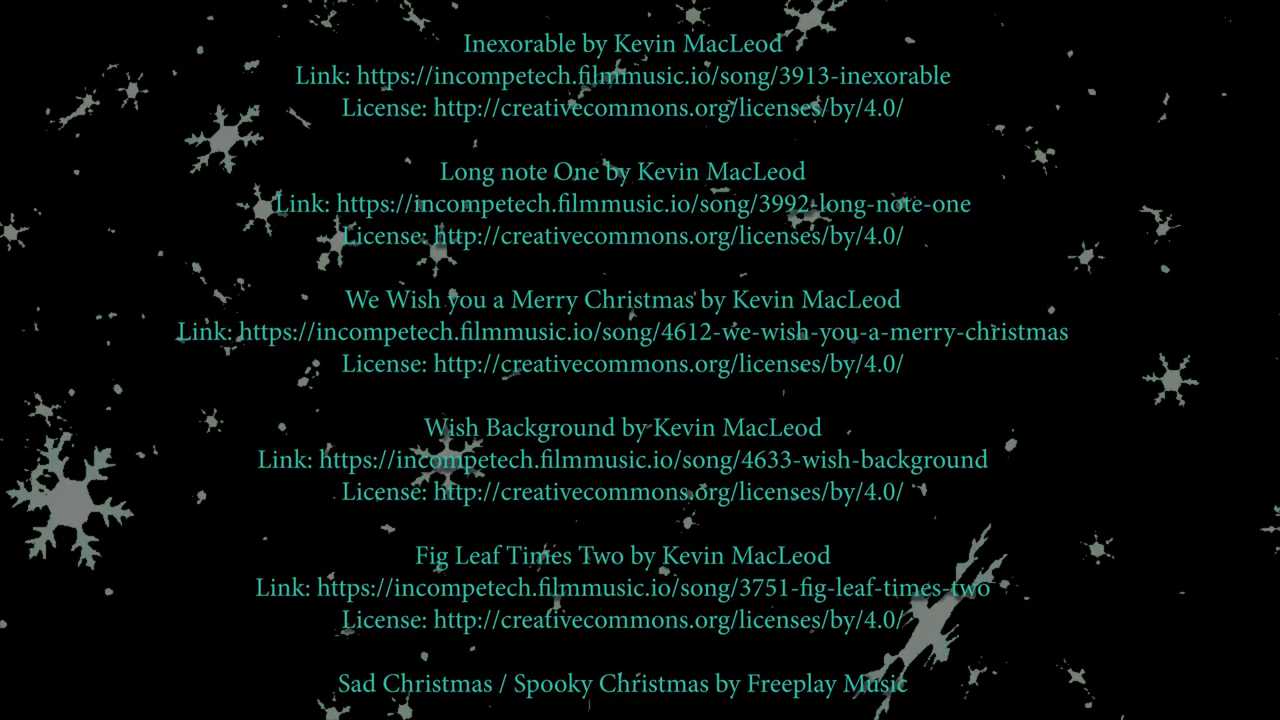 Inexorable by Kevin MacLeod
Link: https://incompetech.filmmusic.io/song/3913-inexorable
License: http://creativecommons.org/licenses/by/4.0/
Long note One by Kevin MacLeod
Link: https://incompetech.filmmusic.io/song/3992-long-note-one
License: http://creativecommons.org/licenses/by/4.0/
We Wish you a Merry Christmas by Kevin MacLeod
Link: https://incompetech.filmmusic.io/song/4612-we-wish-you-a-merry-christmas
License: http://creativecommons.org/licenses/by/4.0/
Wish Background by Kevin MacLeod
Link: https://incompetech.filmmusic.io/song/4633-wish-background
License: http://creativecommons.org/licenses/by/4.0/
Fig Leaf Times Two by Kevin MacLeod
Link: https://incompetech.filmmusic.io/song/3751-fig-leaf-times-two
License: http://creativecommons.org/licenses/by/4.0/
Sad Christmas / Spooky Christmas by Freeplay Music